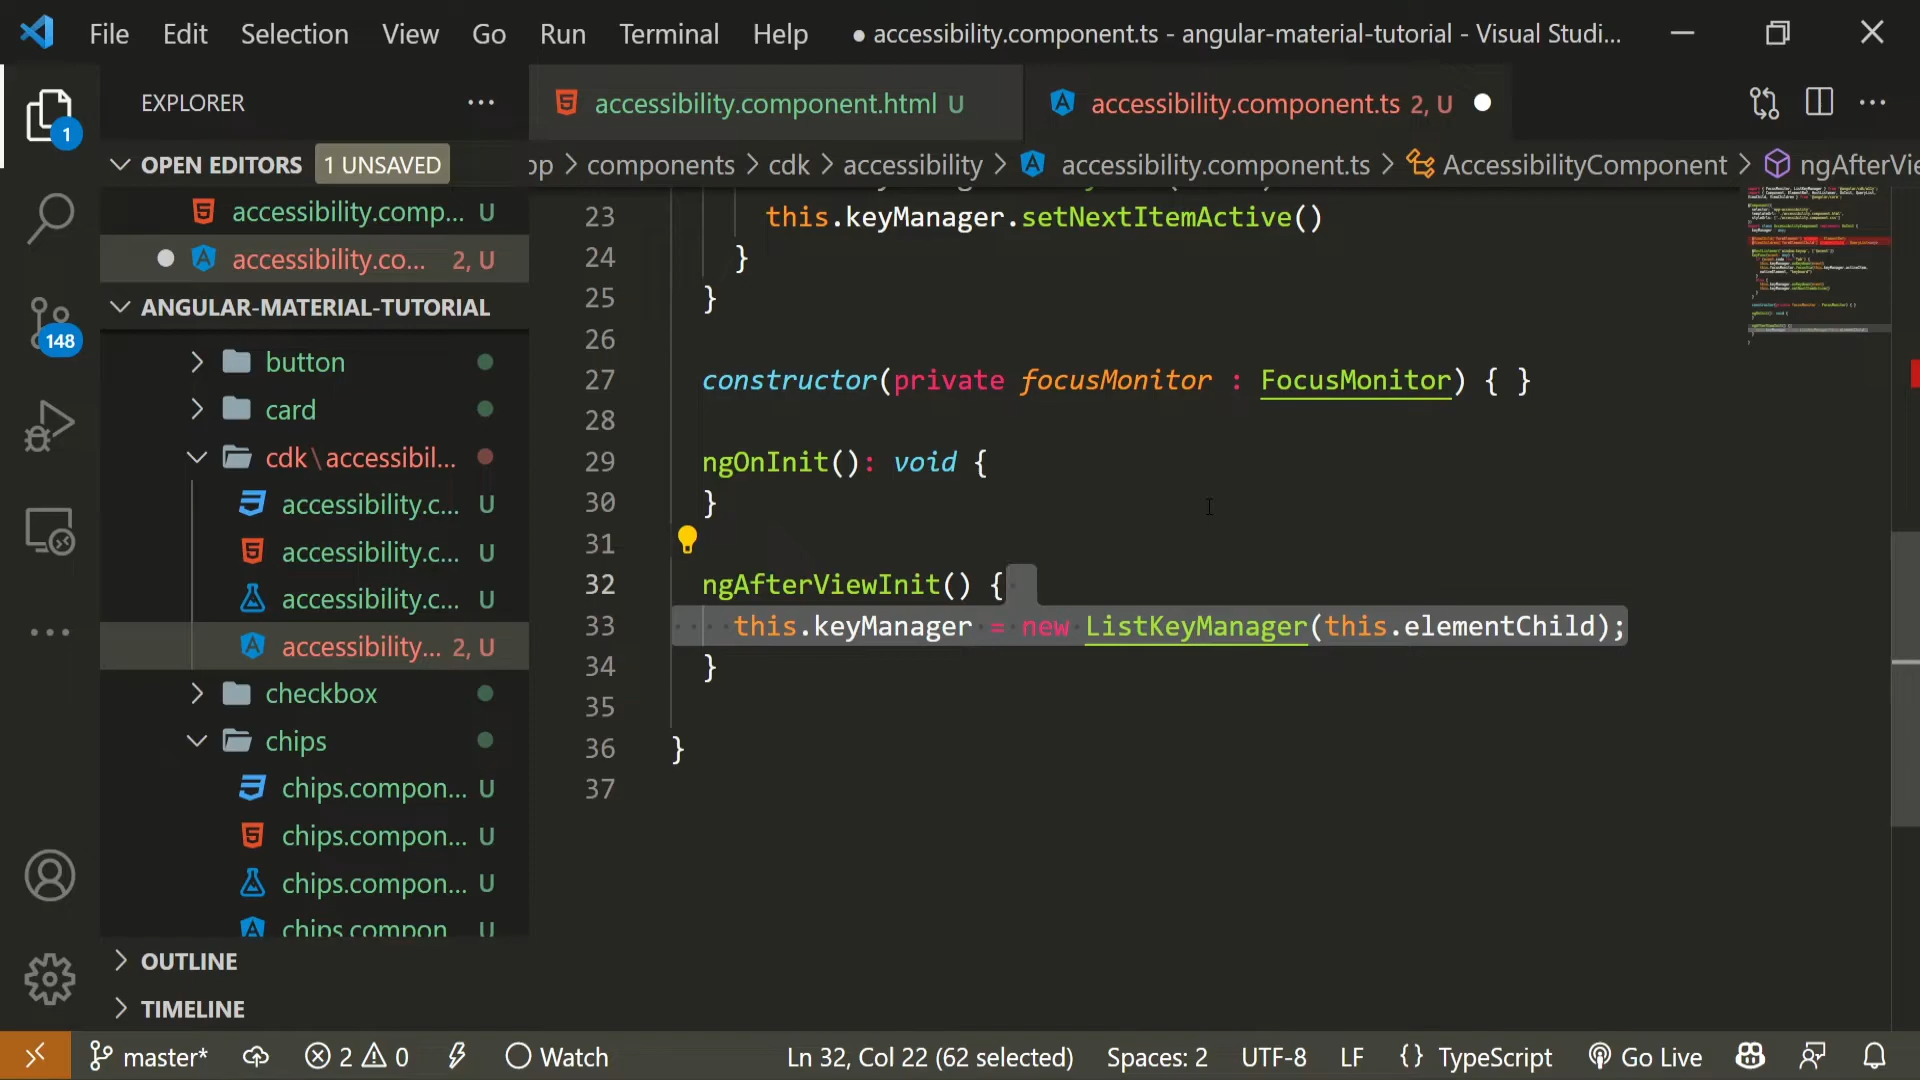 File Edit Selection View Go Run Terminal Help ● accessibility.component.ts - angular-material-tutorial - Visual Studi...
EXPLORER
accessibility.component.html U
accessibility.component.ts 2, U
1
OPEN EDITORS 1 UNSAVED
components > cdk > accessibility > accessibility.component.ts > AccessibilityComponent > ngAfterVie
accessibility.comp... U
accessibility.co... 2, U
ANGULAR-MATERIAL-TUTORIAL
148
button
card
cdk\accessibil...
accessibility.c... U
accessibility.c... U
accessibility.c... U
accessibility... 2, U
checkbox
chips
chips.compon... U
chips.compon... U
chips.compon... U
chips.compon U
OUTLINE
TIMELINE
23 this.keyManager.setNextItemActive()
24 }
25 }
26
27 constructor(private focusMonitor : FocusMonitor) { }
28
29 ngOnInit(): void {
30 }
31
32 ngAfterViewInit() {
33 this.keyManager = new ListKeyManager(this.elementChild);
34 }
35
36 }
37
master* 2 0 Watch Ln 32, Col 22 (62 selected) Spaces: 2 UTF-8 LF {} TypeScript Go Live